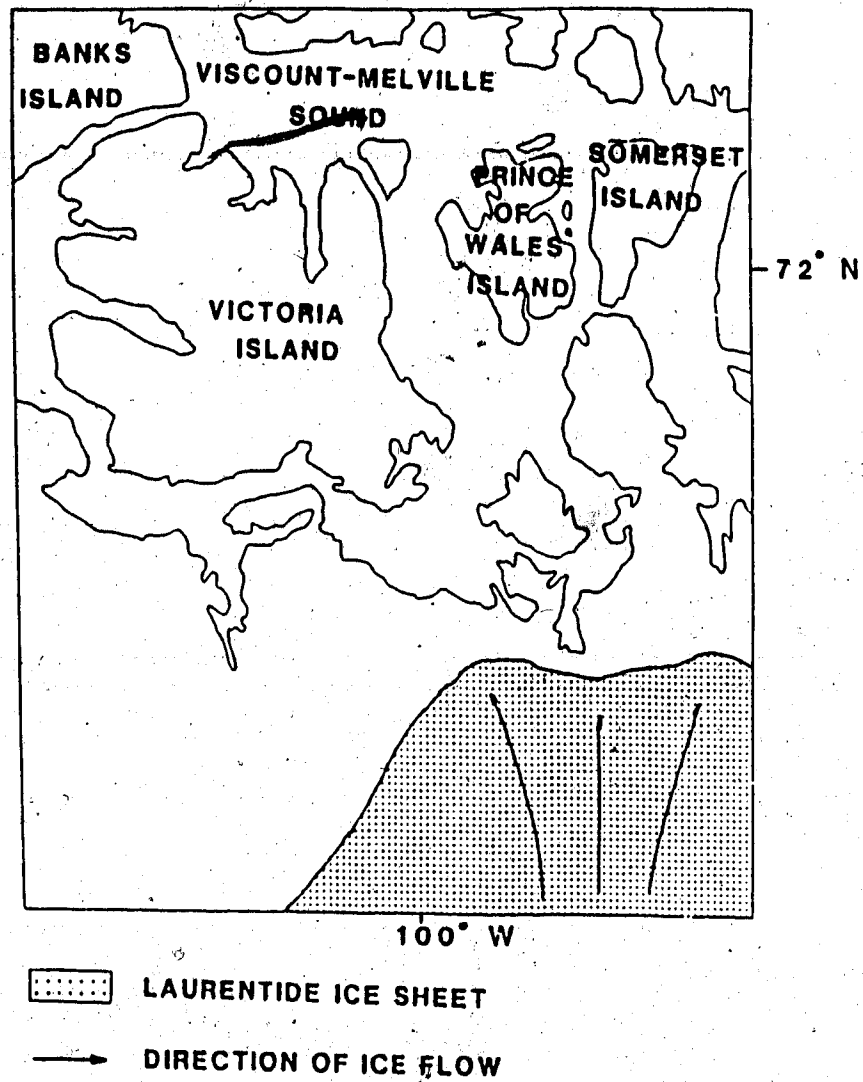 BANKS
ISLAND
VISCOUNT-MELVILLE
SOUND
PRINCE
OF
WALES
ISLAND
SOMERSET
ISLAND
72° N
VICTORIA
ISLAND
100° W
LAURENTIDE ICE SHEET
DIRECTION OF ICE FLOW